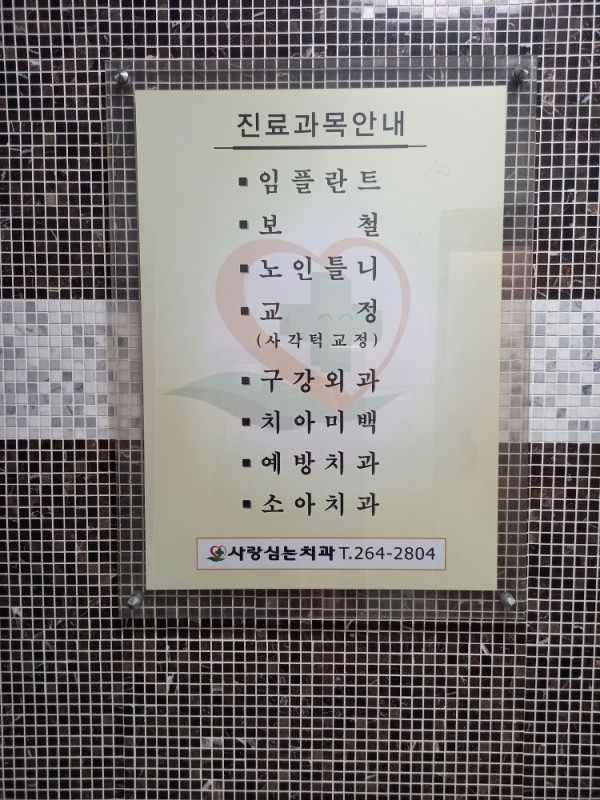 진료과목안내
▪ 임플란트
▪ 보 철
▪ 노인틀니
▪ 교 정
(사각턱교정)
▪ 구강외과
▪ 치아미백
▪ 예방치과
▪ 소아치과
사랑심는치과 T.264-2804